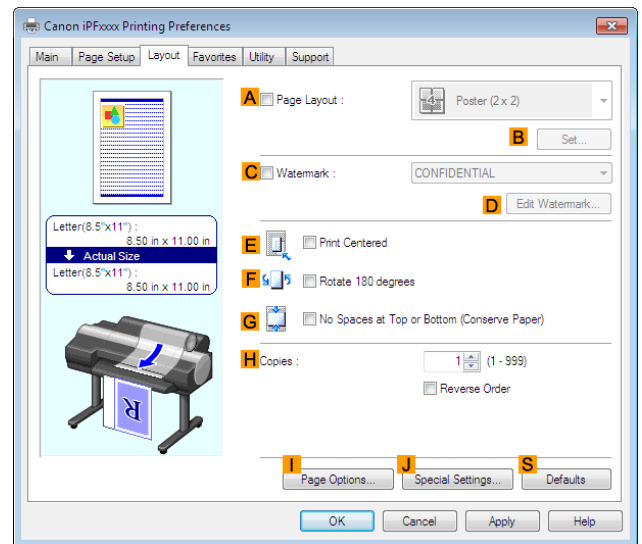 Canon iPFxxxx Printing Preferences
Main Page Setup Layout Favorites Utility Support
A Page Layout : 4 Poster (2 x 2)
B Set...
C Watermark : CONFIDENTIAL
D Edit Watermark...
Letter(8.5"x11") :
8.50 in x 11.00 in
Actual Size
Letter(8.5"x11") :
8.50 in x 11.00 in
E Print Centered
F Rotate 180 degrees
G No Spaces at Top or Bottom (Conserve Paper)
H Copies : 1 (1 - 999)
Reverse Order
R
I Page Options... J Special Settings... S Defaults
OK Cancel Apply Help